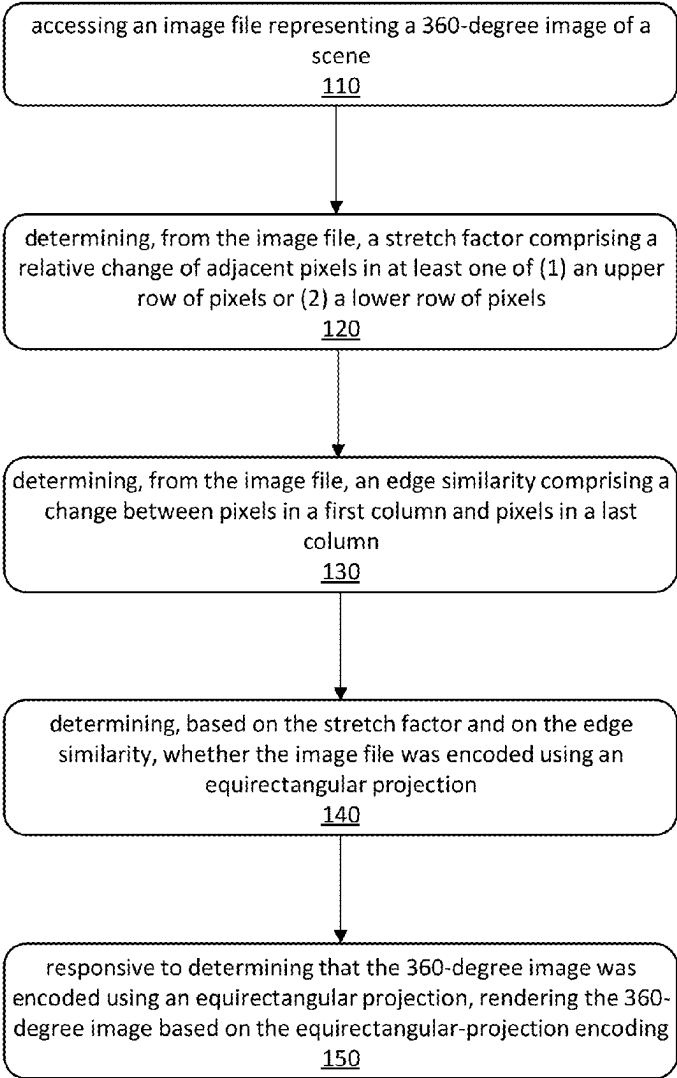 accessing an image file representing a 360-degree image of a
scene
110
determining, from the image file, a stretch factor comprising a
relative change of adjacent pixels in at least one of (1) an upper
row of pixels or (2) a lower row of pixels
120
determining, from the image file, an edge similarity comprising a
change between pixels in a first column and pixels in a last
column
130
determining, based on the stretch factor and on the edge
similarity, whether the image file was encoded using an
equirectangular projection
140
responsive to determining that the 360-degree image was
encoded using an equirectangular projection, rendering the 360-
degree image based on the equirectangular-projection encoding
150